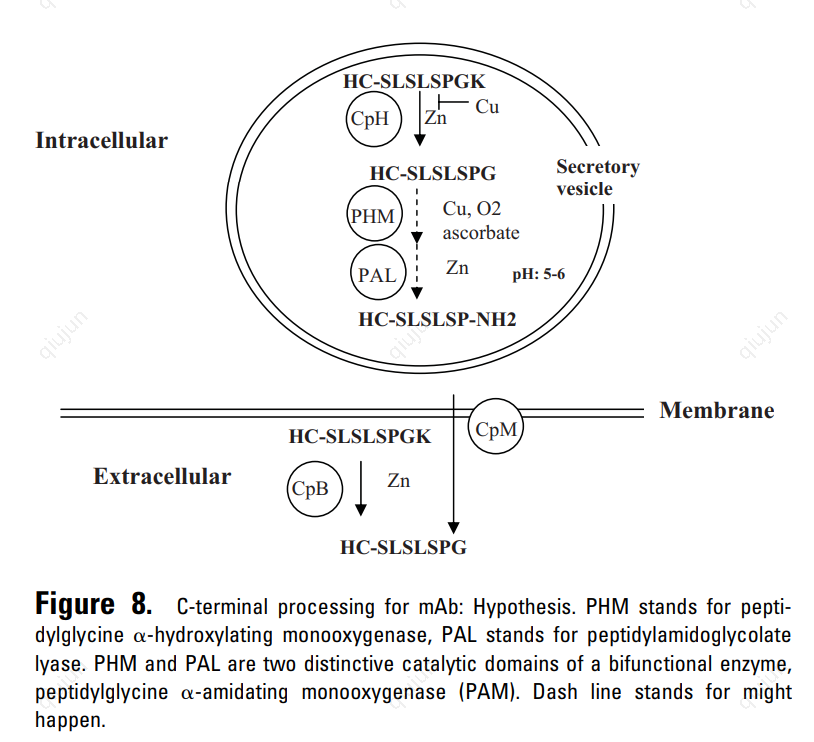 HC-SLSLSPGK
CpH
Zn
Cu
Intracellular
HC-SLSLSPG
Secretory
vesicle
PHM
Cu, O2
ascorbate
PAL
Zn
pH: 5-6
HC-SLSLSP-NH2
Membrane
CpM
HC-SLSLSPGK
Extracellular
CpB
Zn
HC-SLSLSPG
Figure 8. C-terminal processing for mAb: Hypothesis. PHM stands for pepti-
dylglycine α-hydroxylating monooxygenase, PAL stands for peptidylamidoglycolate
lyase. PHM and PAL are two distinctive catalytic domains of a bifunctional enzyme,
peptidylglycine α-amidating monooxygenase (PAM). Dash line stands for might
happen.
qiujun
qiujun
qiujun